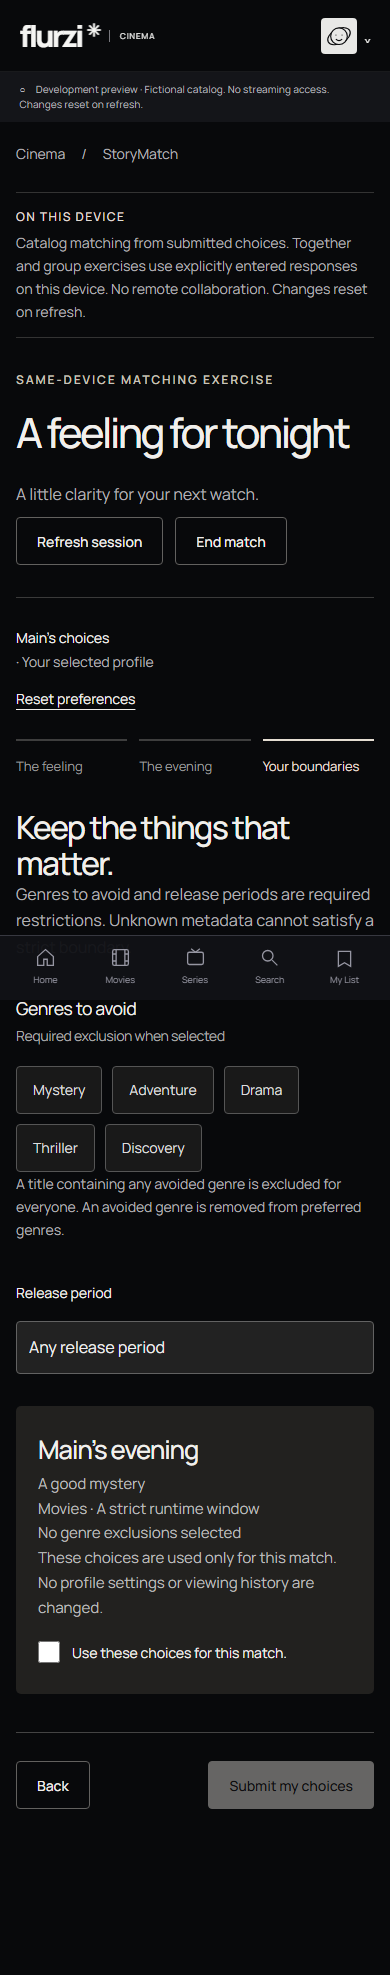 flurzi* | CINEMA
Development preview · Fictional catalog. No streaming access.
Changes reset on refresh.
Cinema / StoryMatch
ON THIS DEVICE
Catalog matching from submitted choices. Together
and group exercises use explicitly entered responses
on this device. No remote collaboration. Changes reset
on refresh.
SAME-DEVICE MATCHING EXERCISE
A feeling for tonight
A little clarity for your next watch.
Refresh session End match
Main's choices
· Your selected profile
Reset preferences
The feeling The evening Your boundaries
Keep the things that
matter.
Genres to avoid and release periods are required
restrictions. Unknown metadata cannot satisfy a
strict
Home Movies Series Search My List
Genres to avoid
Required exclusion when selected
Mystery Adventure Drama
Thriller Discovery
A title containing any avoided genre is excluded for
everyone. An avoided genre is removed from preferred
genres.
Release period
Any release period
Main's evening
A good mystery
Movies · A strict runtime window
No genre exclusions selected
These choices are used only for this match.
No profile settings or viewing history are
changed.
Use these choices for this match.
Back Submit my choices